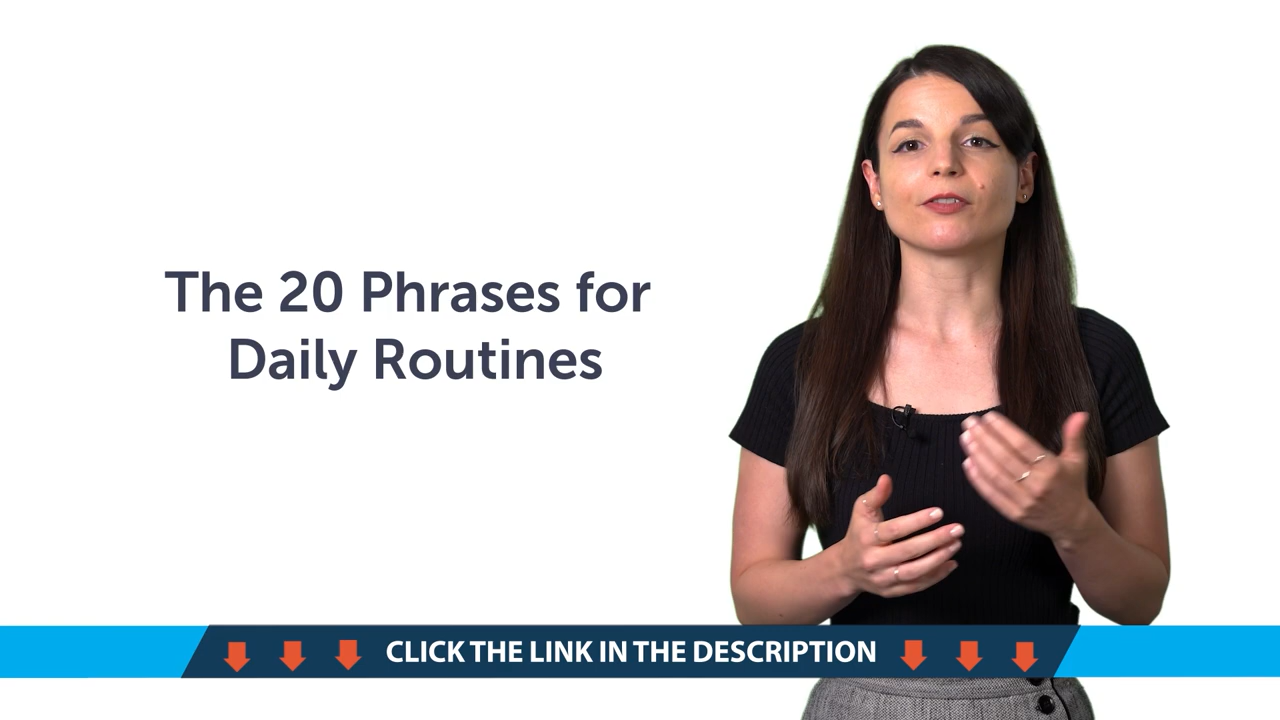 The 20 Phrases for
Daily Routines
CLICK THE LINK IN THE DESCRIPTION